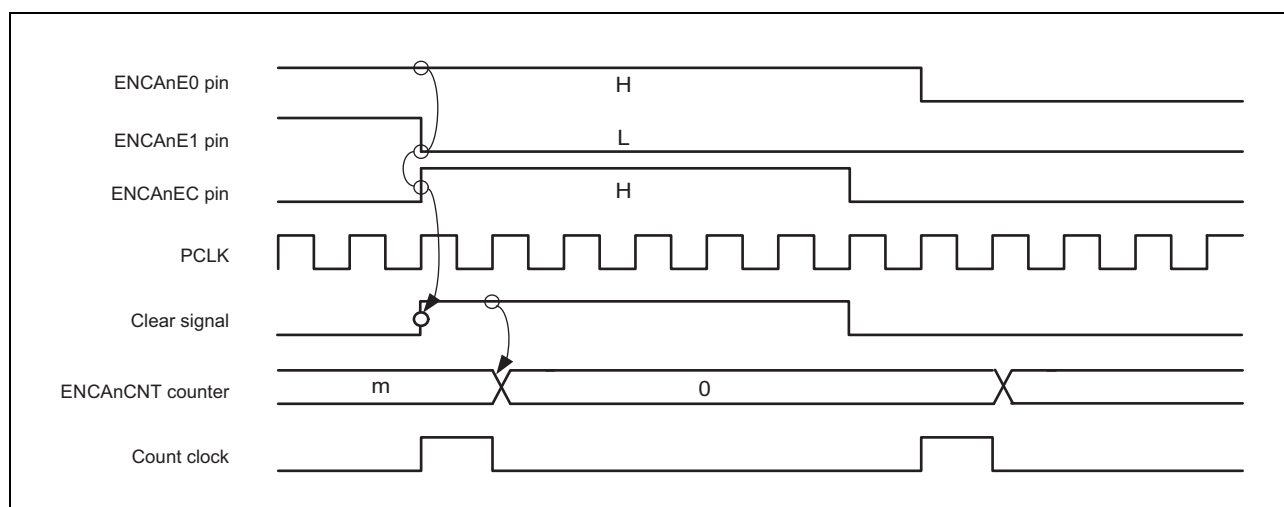 ENCAnE0 pin
H
ENCAnE1 pin
L
ENCAnEC pin
H
PCLK
Clear signal
ENCAnCNT counter
m
0
Count clock